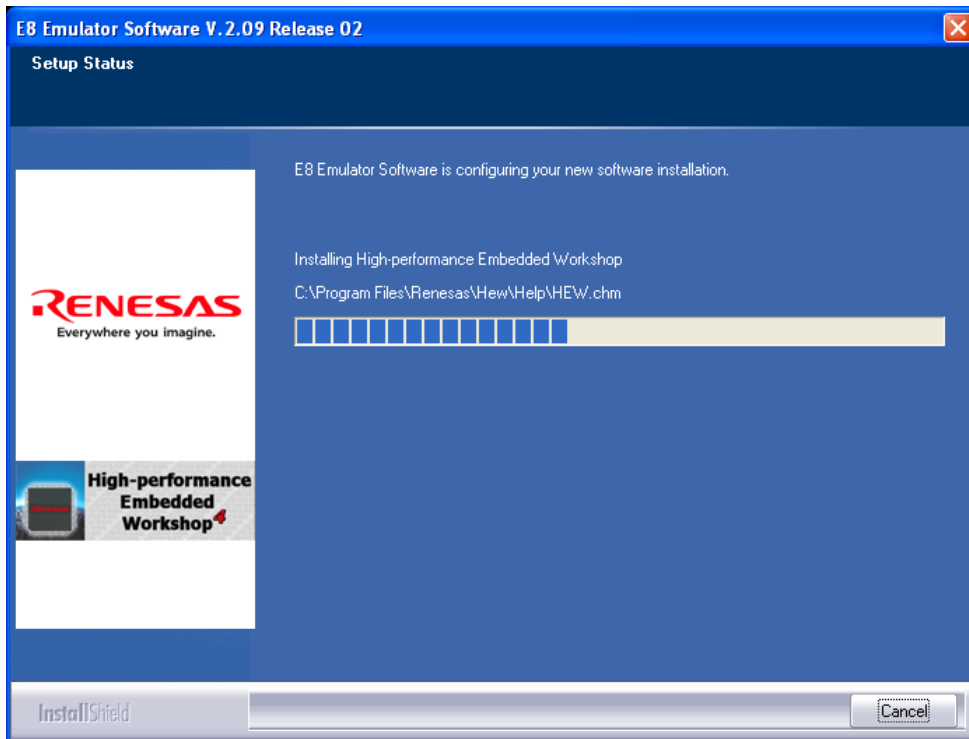 E8 Emulator Software V.2.09 Release 02
Setup Status
E8 Emulator Software is configuring your new software installation.
Installing High-performance Embedded Workshop
C:\Program Files\Renesas\Hew\Help\HEW.chm
RENESAS
Everywhere you imagine.
High-performance
Embedded
Workshop4
InstallShield
Cancel